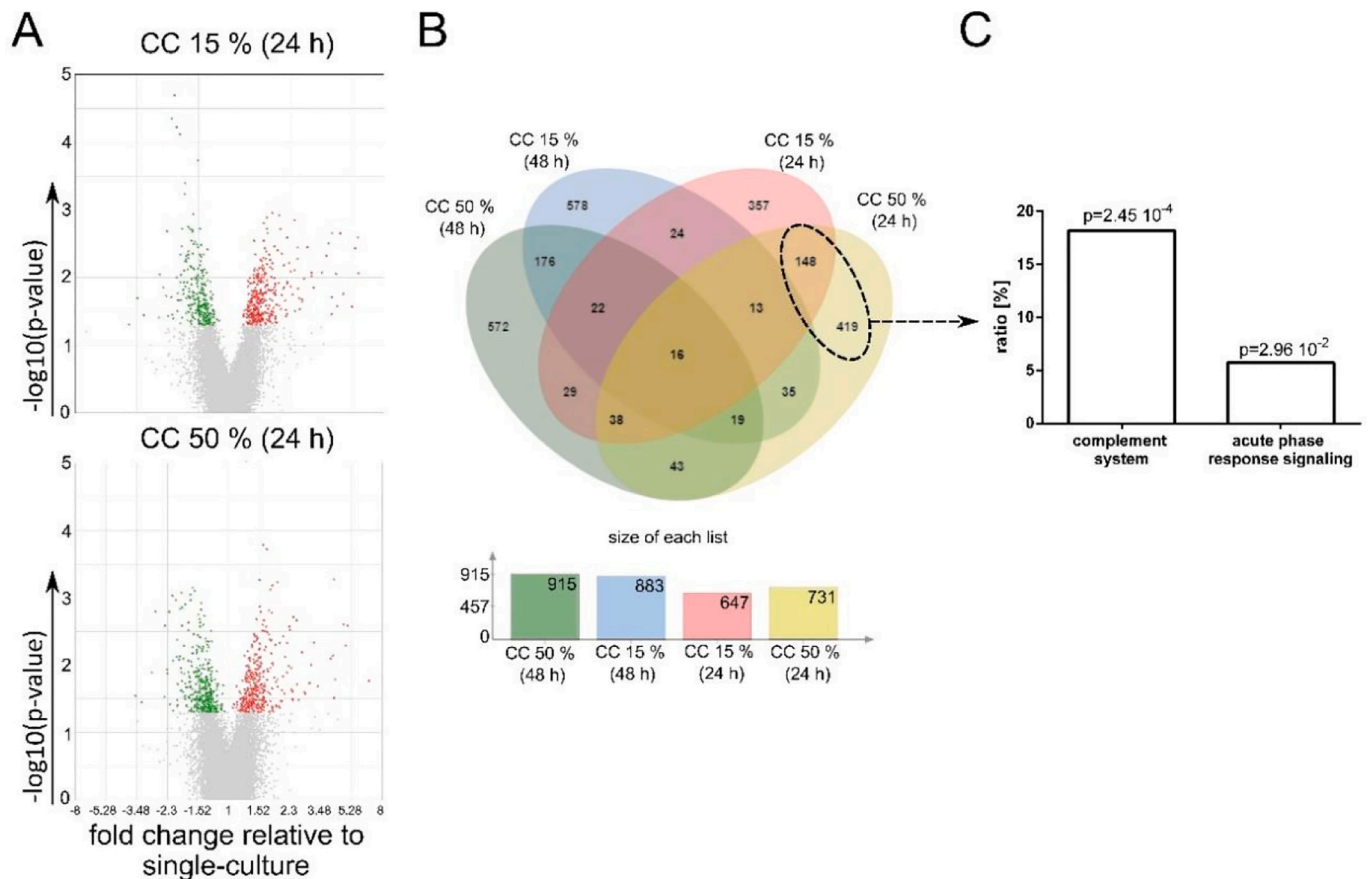 A
CC 15 % (24 h)
5
4
3
2
1
0
-log10(p-value)
CC 50 % (24 h)
5
4
3
2
1
0
-log10(p-value)
-8 -5.28 -3.48 -2.3 -1.52 1 1.52 2.3 3.48 5.28 8
fold change relative to
single-culture
B
CC 15 %
(48 h)
CC 15 %
(24 h)
CC 50 %
(48 h)
CC 50 %
(24 h)
578
357
24
176
148
22
13
572
419
16
29
35
38
19
43
size of each list
915
457
0
915
883
647
731
CC 50 %
(48 h)
CC 15 %
(48 h)
CC 15 %
(24 h)
CC 50 %
(24 h)
C
20
15
10
5
0
ratio [%]
p=2.45 10-4
p=2.96 10-2
complement
system
acute phase
response signaling